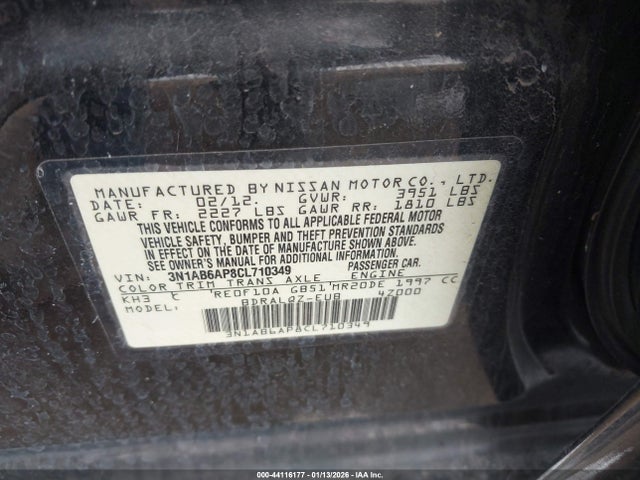 MANUFACTURED BY NISSAN MOTOR CO., LTD.
DATE: 02/12. GVWR: 3951 LBS
GAWR FR: 2227 LBS GAWR RR: 1810 LBS
THIS VEHICLE CONFORMS TO ALL APPLICABLE FEDERAL MOTOR
VEHICLE SAFETY, BUMPER AND THEFT PREVENTION STANDARDS
IN EFFECT ON THE DATE OF MANUFACTURE SHOWN ABOVE.
SEE OWNER'S MANUAL FOR FURTHER INFORMATION.
VIN: 3N1AB6AP8CL710349 PASSENGER CAR.
COLOR TRIM TRANS AXLE ENGINE
KH3 C RE0F10A GB51 MR20DE 1997 CC
MODEL: BDRALQZ-EUB 4Z000
3N1AB6AP8CL710349
000-44116177 - 01/13/2026 - IAA Inc.